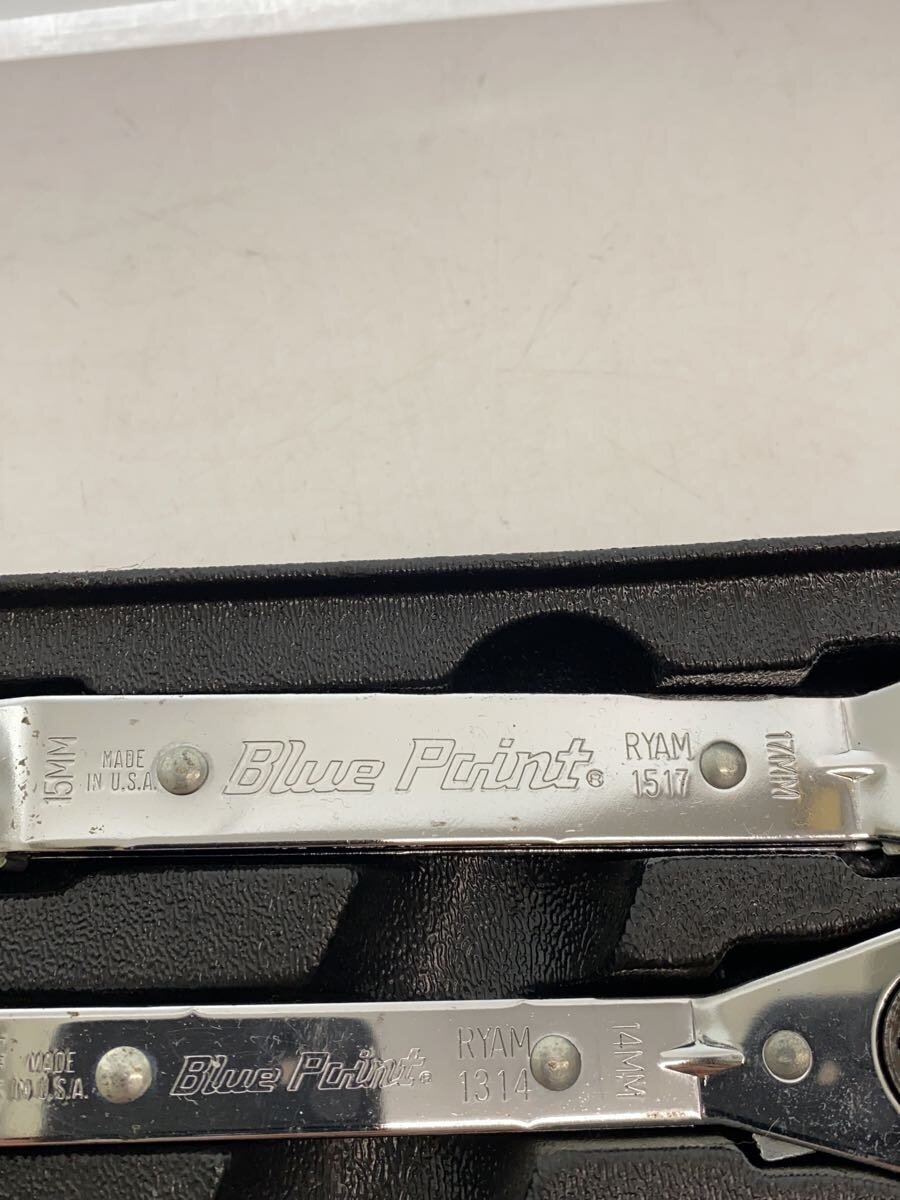 15MM
MADE
IN U.S.A.
Blue Point®
RYAM
1517
17MM
MADE
IN U.S.A.
Blue Point®
RYAM
1314
14MM